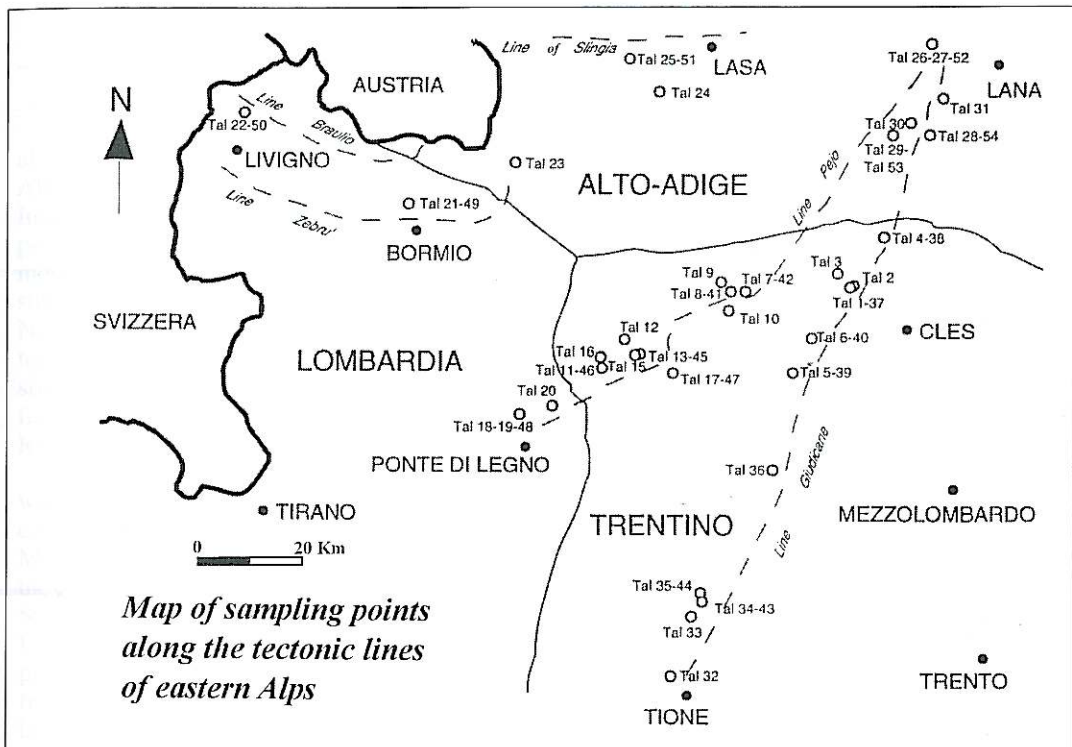 Line of Slingia
Tal 25-51
LASA
Tal 26-27-52
LANA
AUSTRIA
N
Line Braulio
Tal 22-50
LIVIGNO
Tal 24
Tal 31
Tal 30
Tal 28-54
Tal 29-
Tal 53
Tal 23
ALTO-ADIGE
Line Pejo
Line Zebru'
Tal 21-49
BORMIO
Tal 4-38
Tal 3
Tal 2
Tal 1-37
Tal 9
Tal 7-42
Tal 8-41
Tal 10
SVIZZERA
CLES
Tal 6-40
Tal 12
LOMBARDIA
Tal 16
Tal 13-45
Tal 11-46
Tal 15
Tal 17-47
Tal 5-39
Tal 20
Tal 18-19-48
PONTE DI LEGNO
Tal 36
Line Giudicarie
MEZZOLOMBARDO
TIRANO
TRENTINO
0 20 Km
Map of sampling points
along the tectonic lines
of eastern Alps
Tal 35-44
Tal 34-43
Tal 33
Tal 32
TIONE
TRENTO